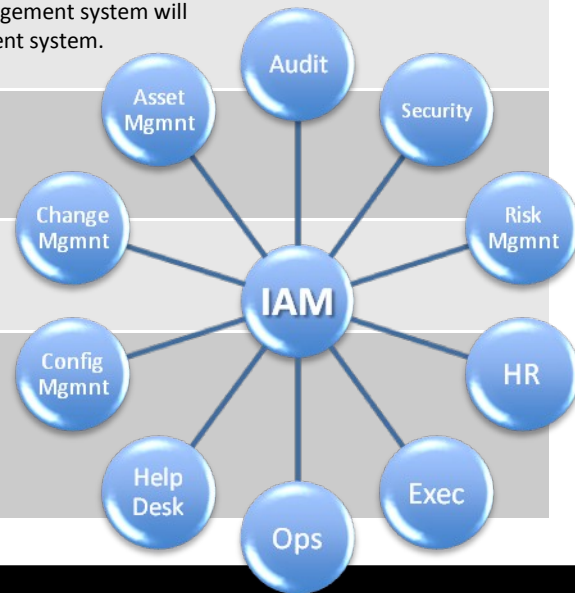 agement system will
ent system.
Audit
Asset
Mgmnt
Security
Change
Mgmnt
Risk
Mgmnt
IAM
Config
Mgmnt
HR
Help
Desk
Exec
Ops